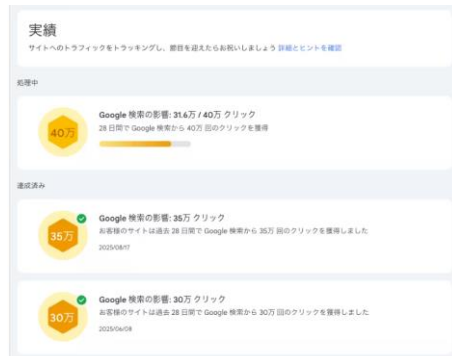 実績
サイトへのトラフィックをトラッキングし、節目を迎えたらお祝いしましょう 詳細とヒントを確認
処理中
40万
Google 検索の影響: 31.6万 / 40万 クリック
28 日間で Google 検索から 40万 回のクリックを獲得
達成済み
35万
Google 検索の影響: 35万 クリック
お客様のサイトは過去 28 日間で Google 検索から 35万 回のクリックを獲得しました
2025/08/17
30万
Google 検索の影響: 30万 クリック
お客様のサイトは過去 28 日間で Google 検索から 30万 回のクリックを獲得しました
2025/06/08